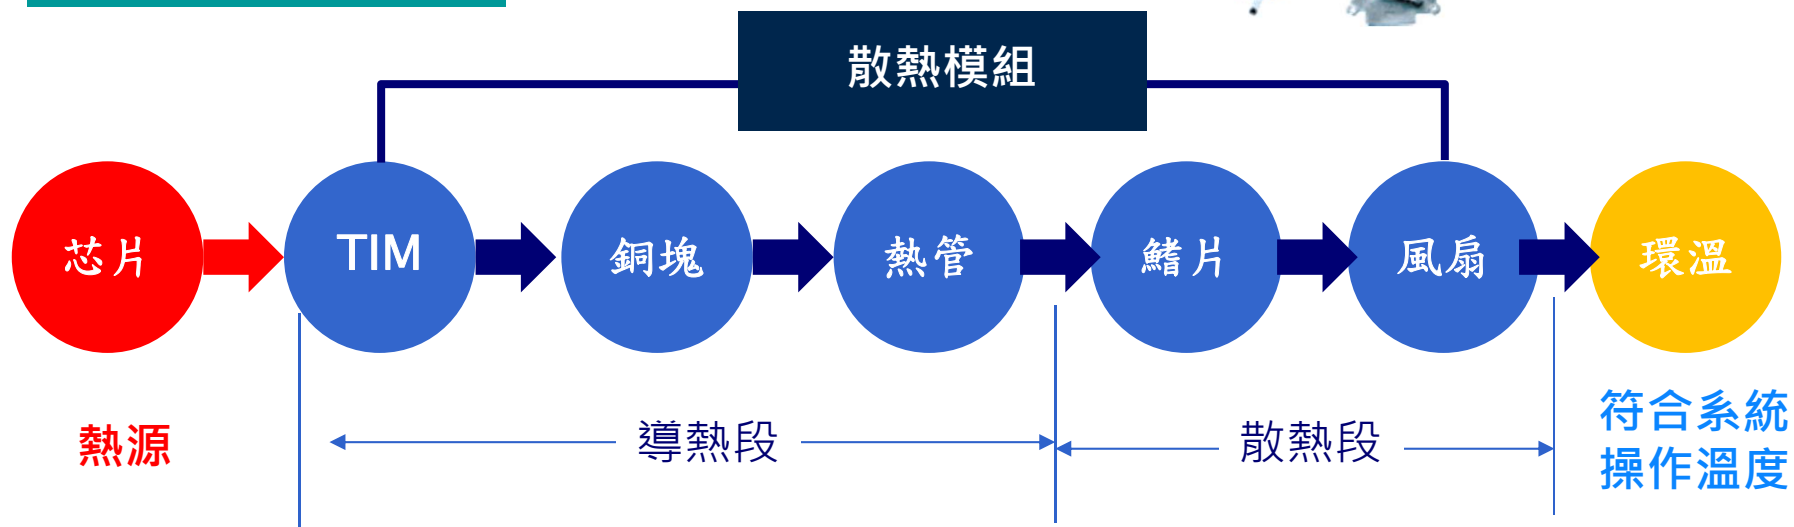 散熱模組
芯片
TIM
銅塊
熱管
鰭片
風扇
環溫
熱源
導熱段
散熱段
符合系統
操作溫度